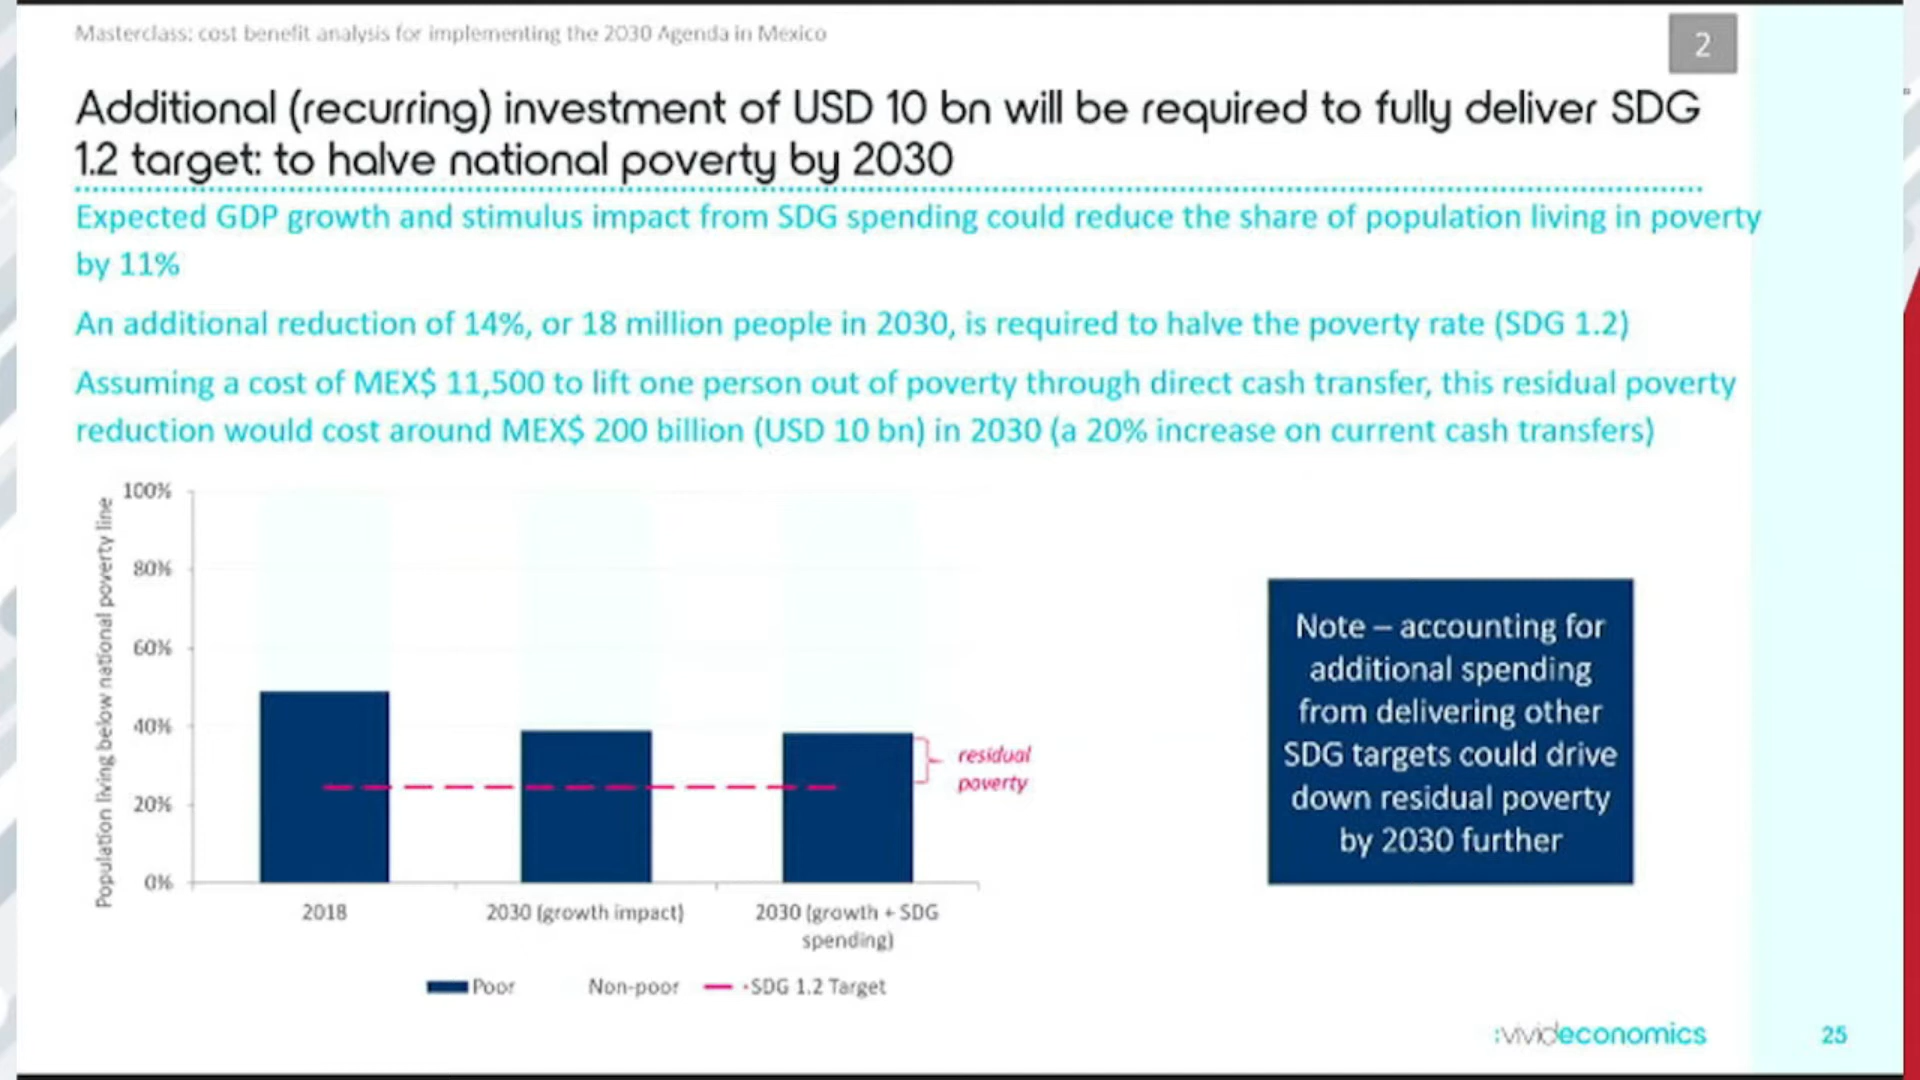 Masterclass: cost benefit analysis for implementing the 2030 Agenda in Mexico
2
Additional (recurring) investment of USD 10 bn will be required to fully deliver SDG
1.2 target: to halve national poverty by 2030
Expected GDP growth and stimulus impact from SDG spending could reduce the share of population living in poverty
by 11%
An additional reduction of 14%, or 18 million people in 2030, is required to halve the poverty rate (SDG 1.2)
Assuming a cost of MEX$ 11,500 to lift one person out of poverty through direct cash transfer, this residual poverty
reduction would cost around MEX$ 200 billion (USD 10 bn) in 2030 (a 20% increase on current cash transfers)
Population living below national poverty line
100%
80%
60%
40%
20%
0%
residual
poverty
2018
2030 (growth impact)
2030 (growth + SDG
spending)
Poor
Non-poor
SDG 1.2 Target
Note – accounting for
additional spending
from delivering other
SDG targets could drive
down residual poverty
by 2030 further
:vivideconomics
25